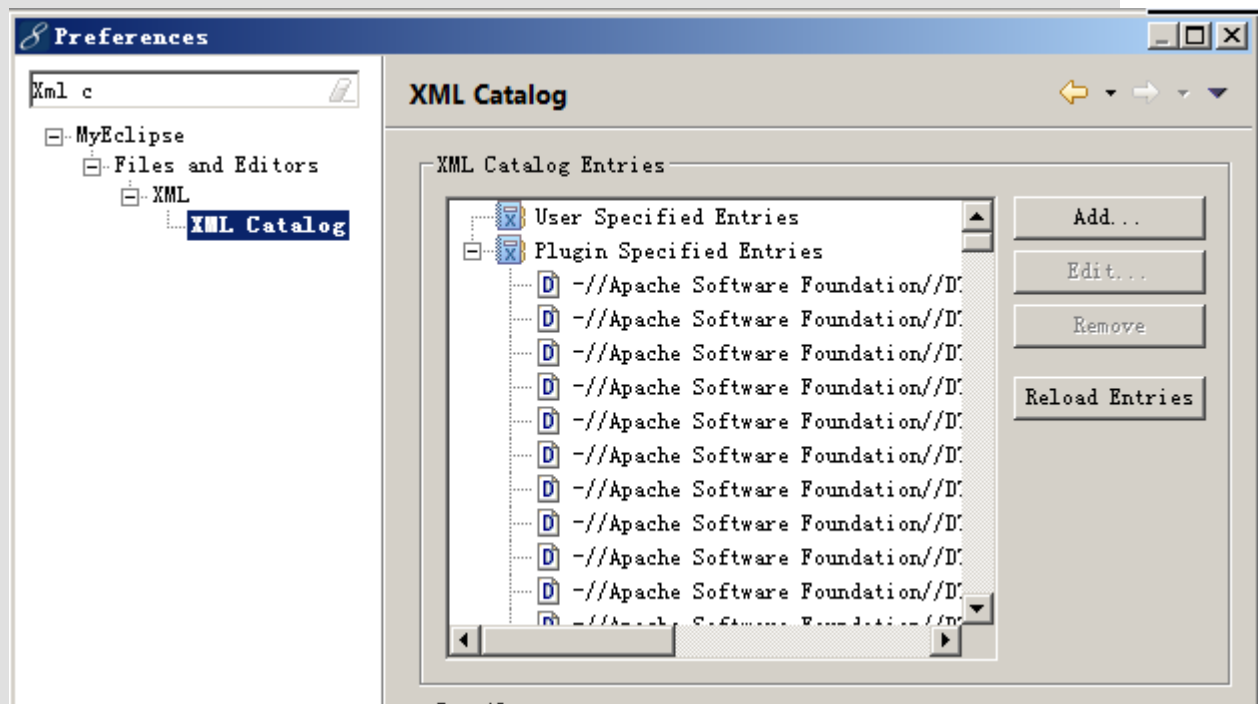 Preferences
Xml c
XML Catalog
MyEclipse
Files and Editors
XML
XML Catalog
XML Catalog Entries
User Specified Entries
Plugin Specified Entries
-//Apache Software Foundation//D
-//Apache Software Foundation//D
-//Apache Software Foundation//D
-//Apache Software Foundation//D
-//Apache Software Foundation//D
-//Apache Software Foundation//D
-//Apache Software Foundation//D
-//Apache Software Foundation//D
-//Apache Software Foundation//D
-//Apache Software Foundation//D
Add...
Edit...
Remove
Reload Entries